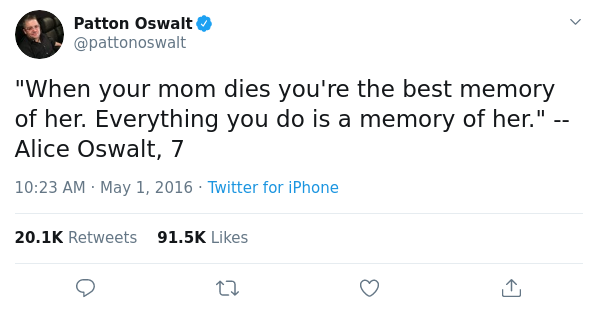 Patton Oswalt
@pattonoswalt
"When your mom dies you're the best memory
of her. Everything you do is a memory of her." --
Alice Oswalt, 7
10:23 AM · May 1, 2016 · Twitter for iPhone
20.1K Retweets 91.5K Likes